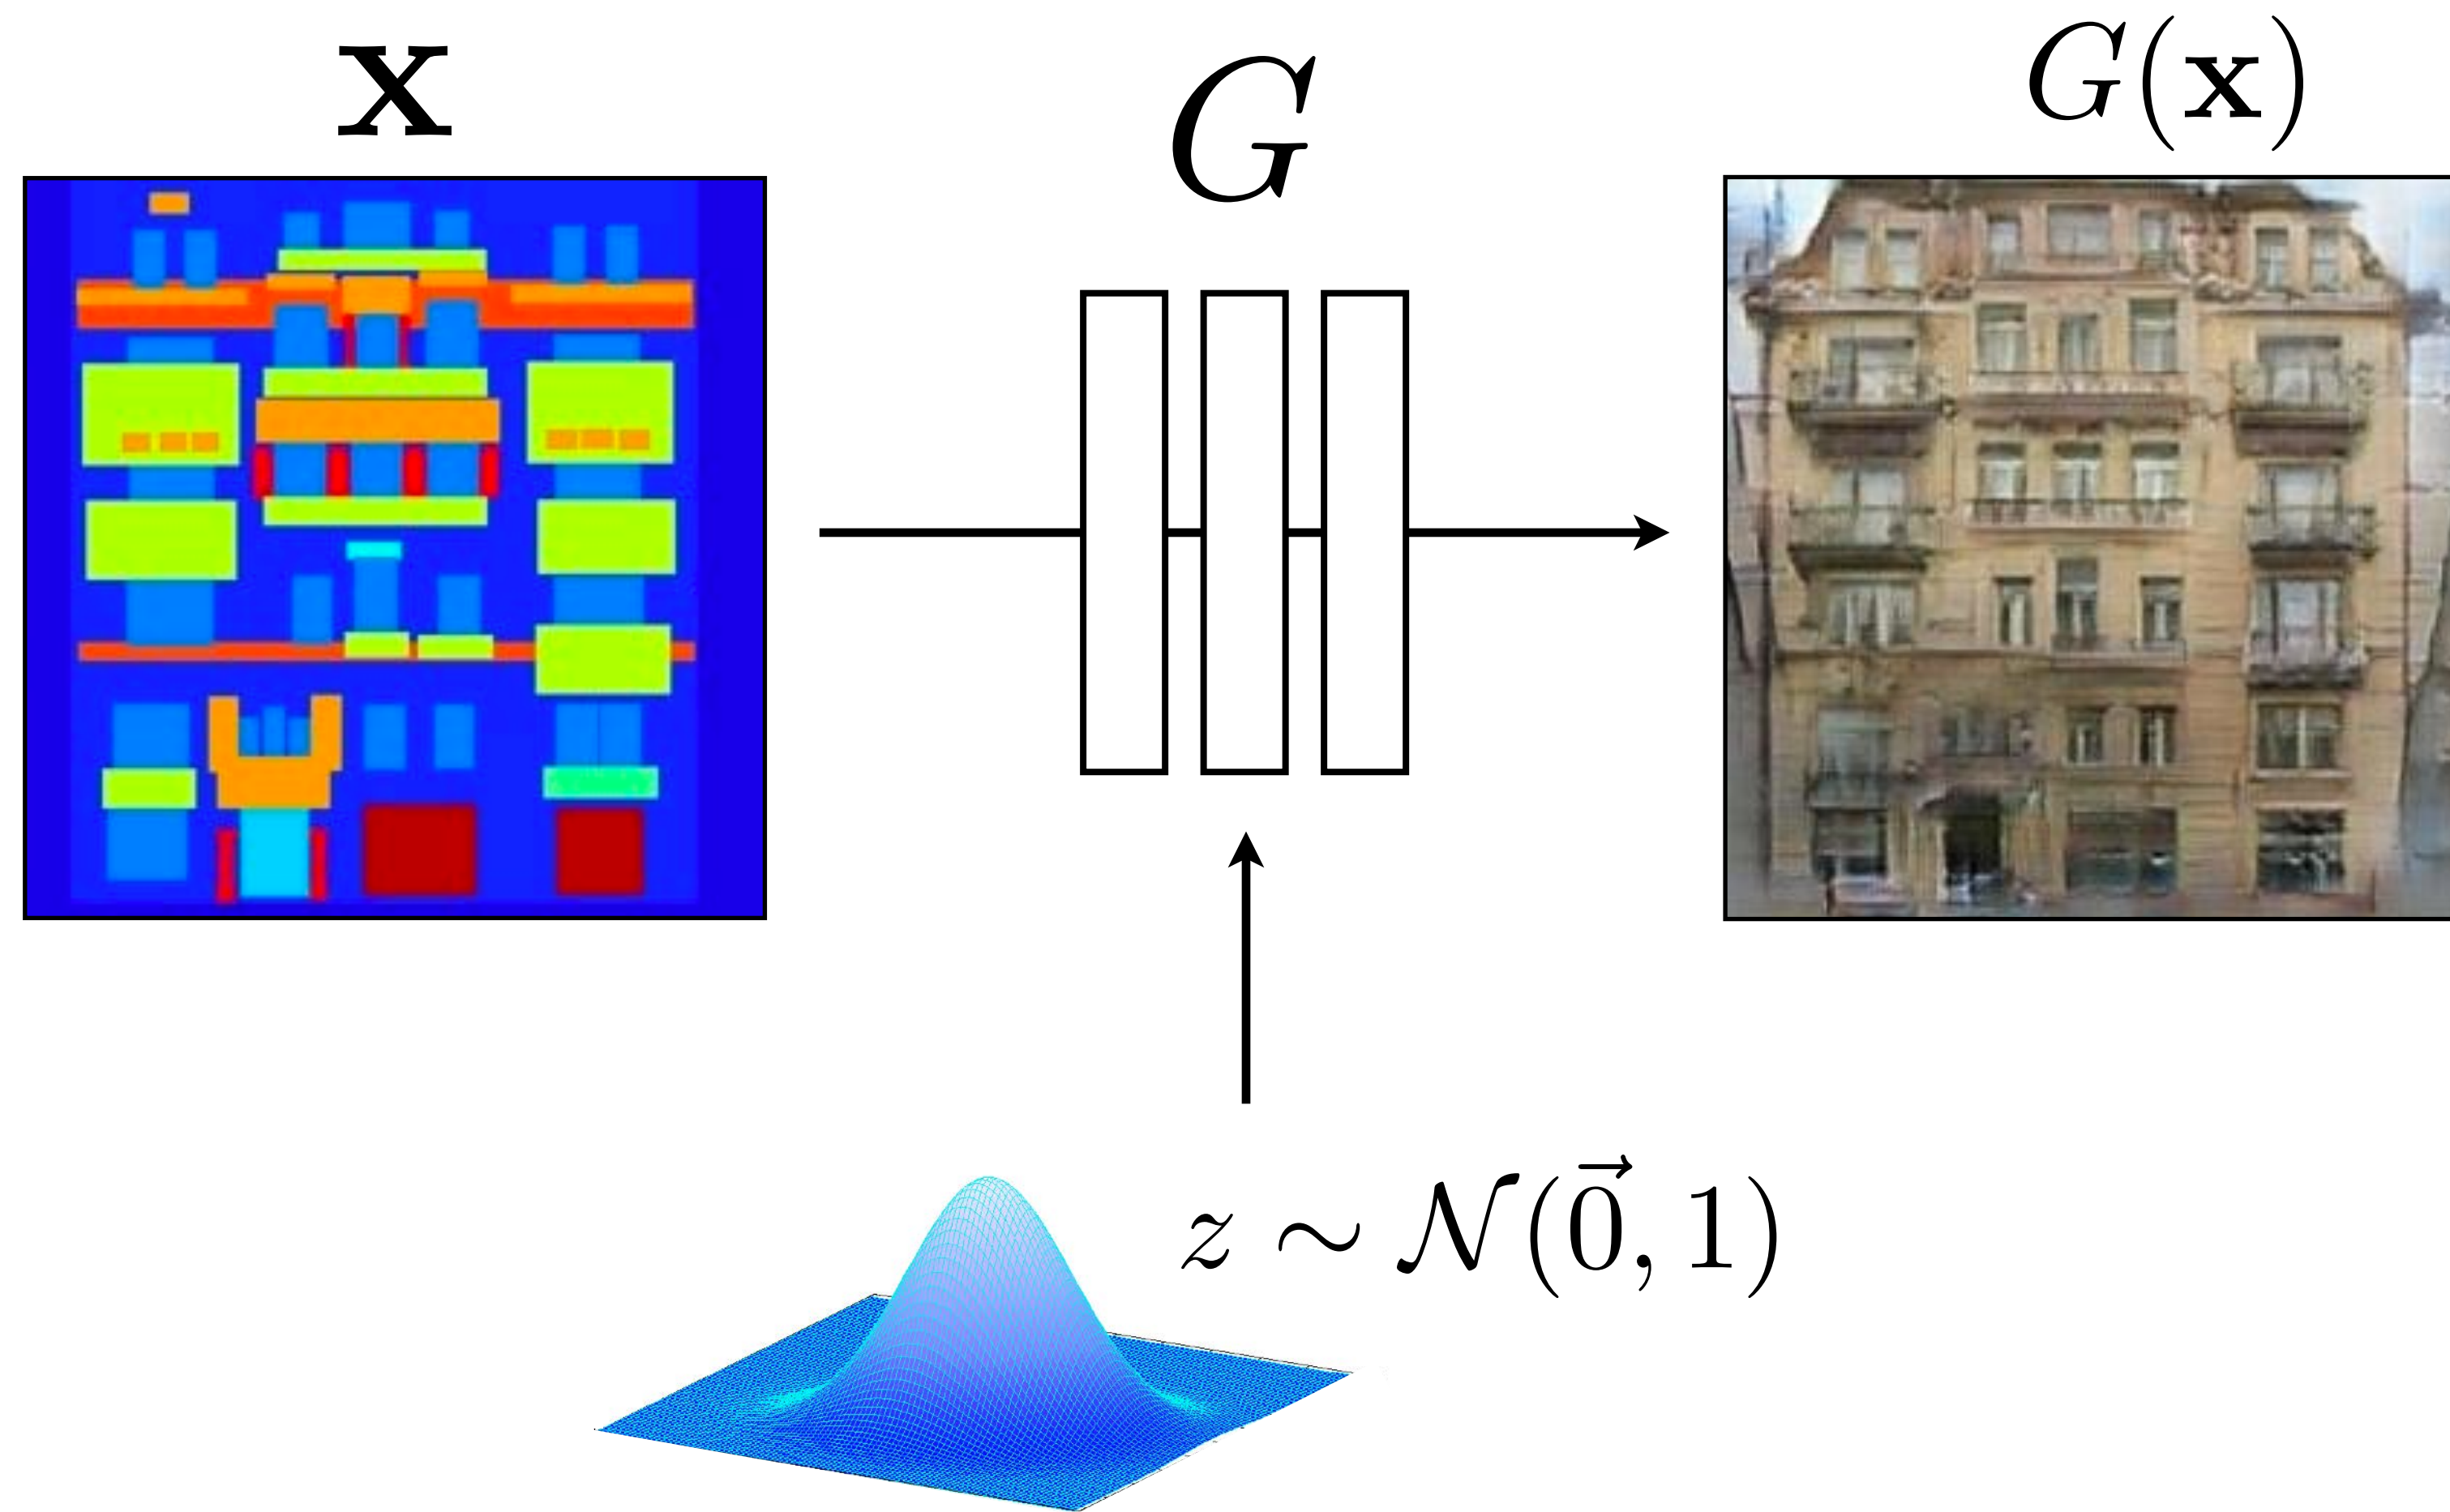 x
G
G(x)
z ∼ 𝒩(0⃗, 1)